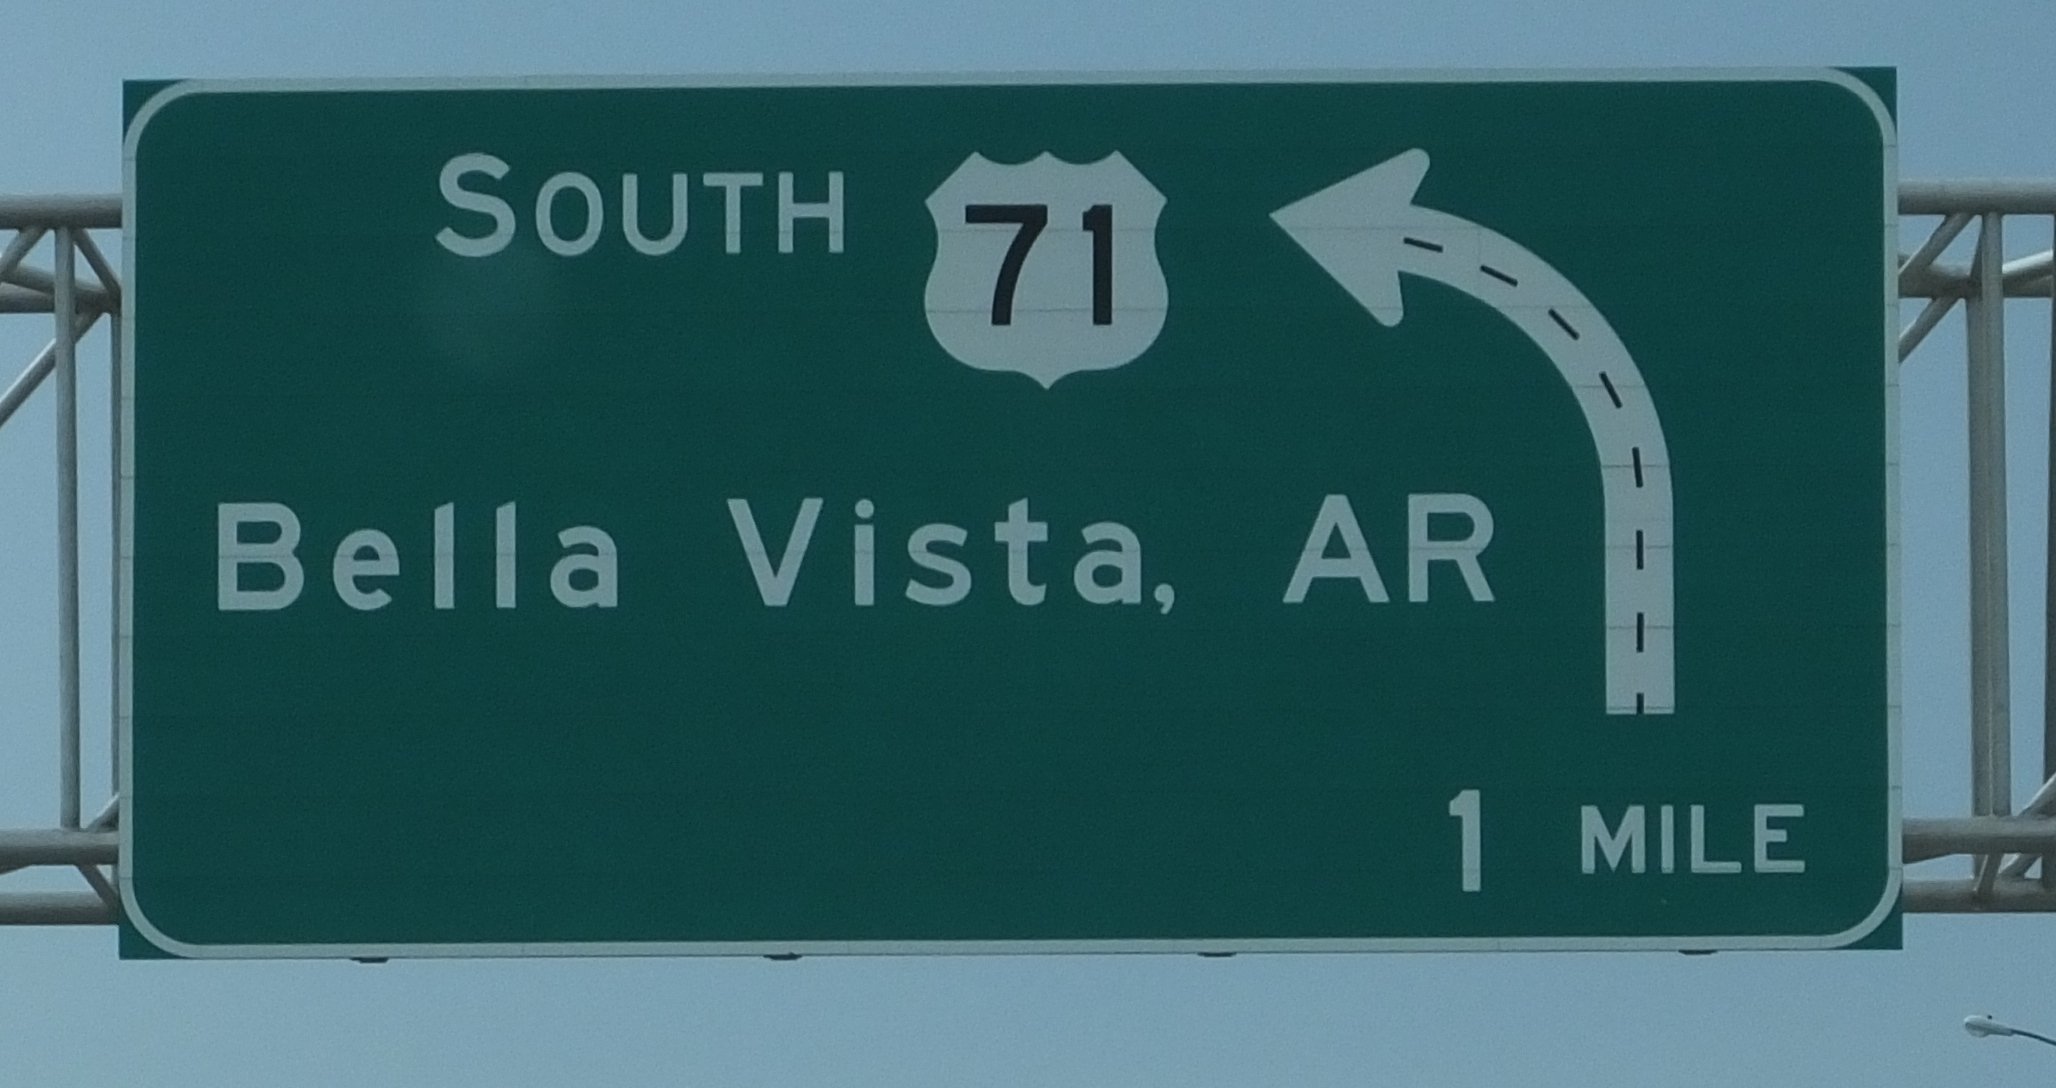 SOUTH 71
Bella Vista, AR
1 MILE